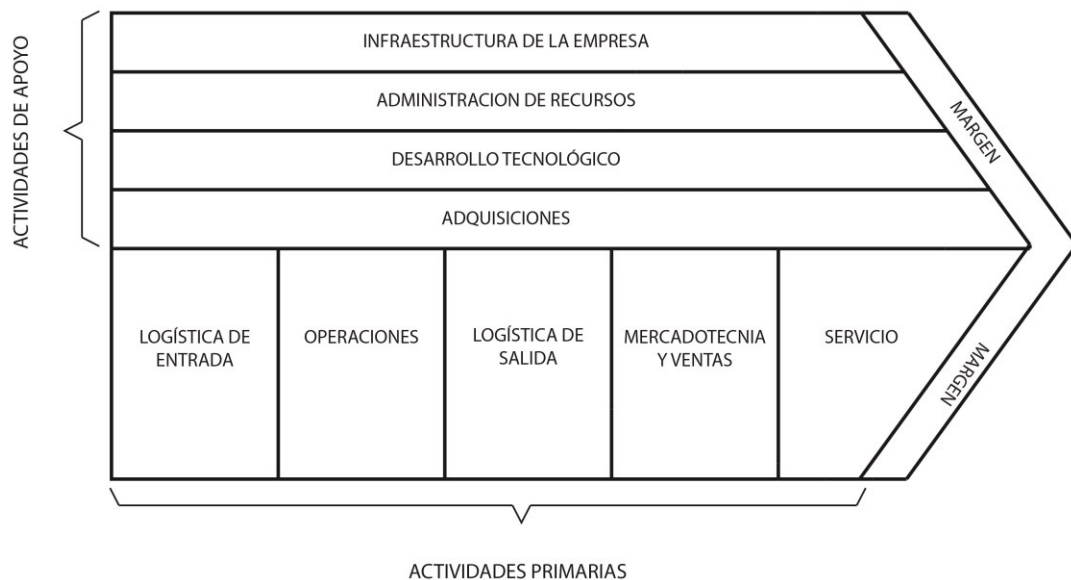 ACTIVIDADES DE APOYO
INFRAESTRUCTURA DE LA EMPRESA
ADMINISTRACION DE RECURSOS
DESARROLLO TECNOLÓGICO
ADQUISICIONES
MARGEN
LOGÍSTICA DE
ENTRADA
OPERACIONES
LOGÍSTICA DE
SALIDA
MERCADOTECNIA
Y VENTAS
SERVICIO
MARGEN
ACTIVIDADES PRIMARIAS